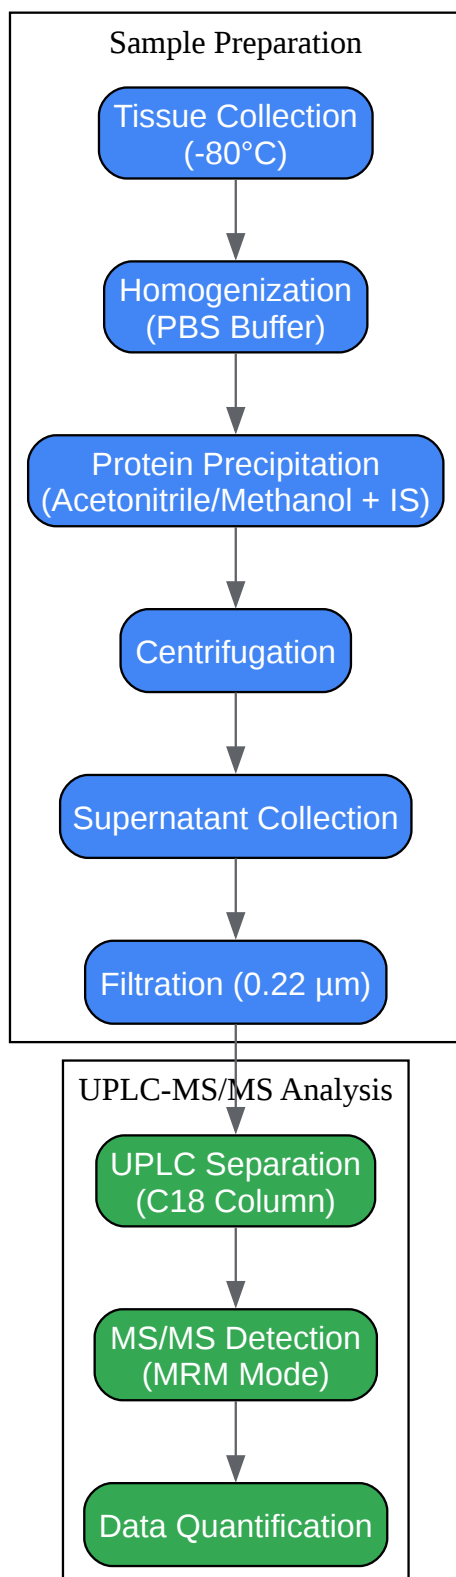 Sample Preparation
Tissue Collection
(-80°C)
Homogenization
(PBS Buffer)
Protein Precipitation
(Acetonitrile/Methanol + IS)
Centrifugation
Supernatant Collection
Filtration (0.22 µm)
UPLC-MS/MS Analysis
UPLC Separation
(C18 Column)
MS/MS Detection
(MRM Mode)
Data Quantification